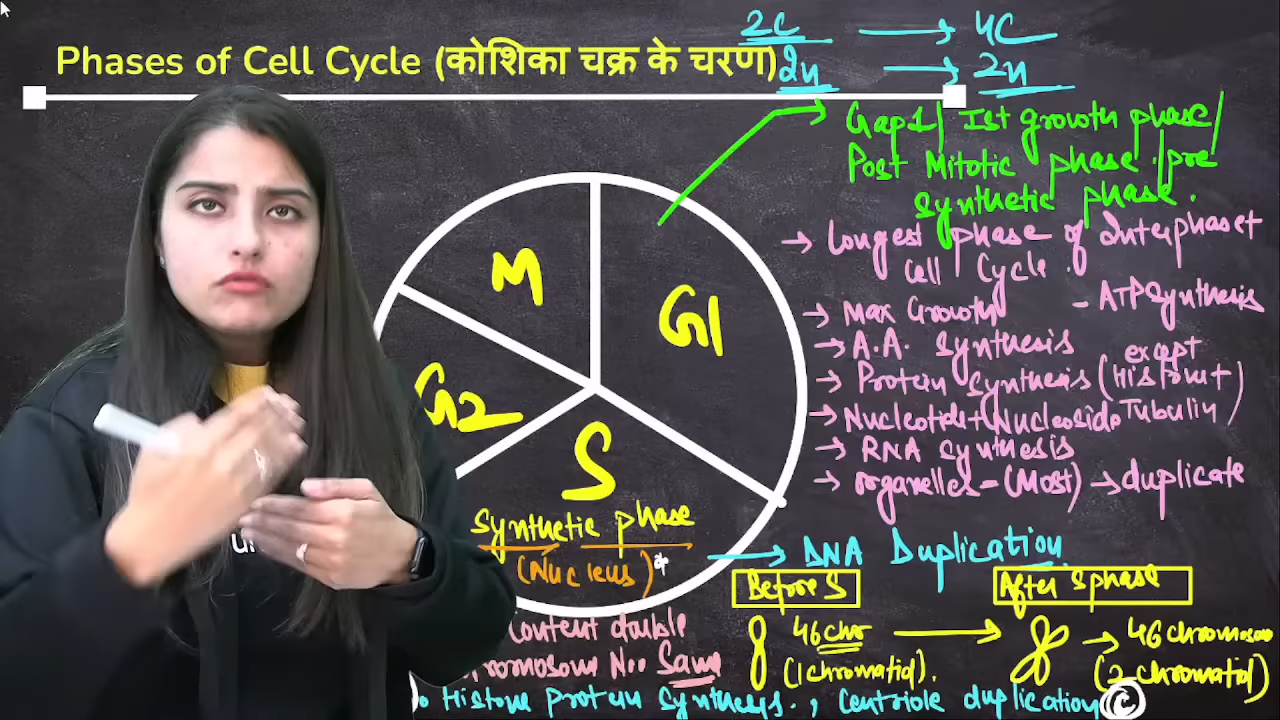 2C → 4C
Phases of Cell Cycle (कोशिका चक्र के चरण) 2n → 2n
Gap1/ Ist growth phase/
Post Mitotic phase / pre
Synthetic phase.
→ Longest phase of Interphase+
Cell Cycle.
→ Max Growth - ATP Synthesis
→ A.A. Synthesis except
→ Protein Synthesis (Histone+
→ Nucleotide+(Nucleoside Tubulin)
→ RNA Synthesis
→ Organelles - (Most) → duplicate
M
G1
G2
S
Synthetic phase
(Nucleus)*
→ DNA Duplication
Before S After S phase
Content double
Chromosom No: Same
46 chr → 46 chromosom
(1 chromatid). (2 chromatid)
Histone protein synthesis., Centriole duplication C